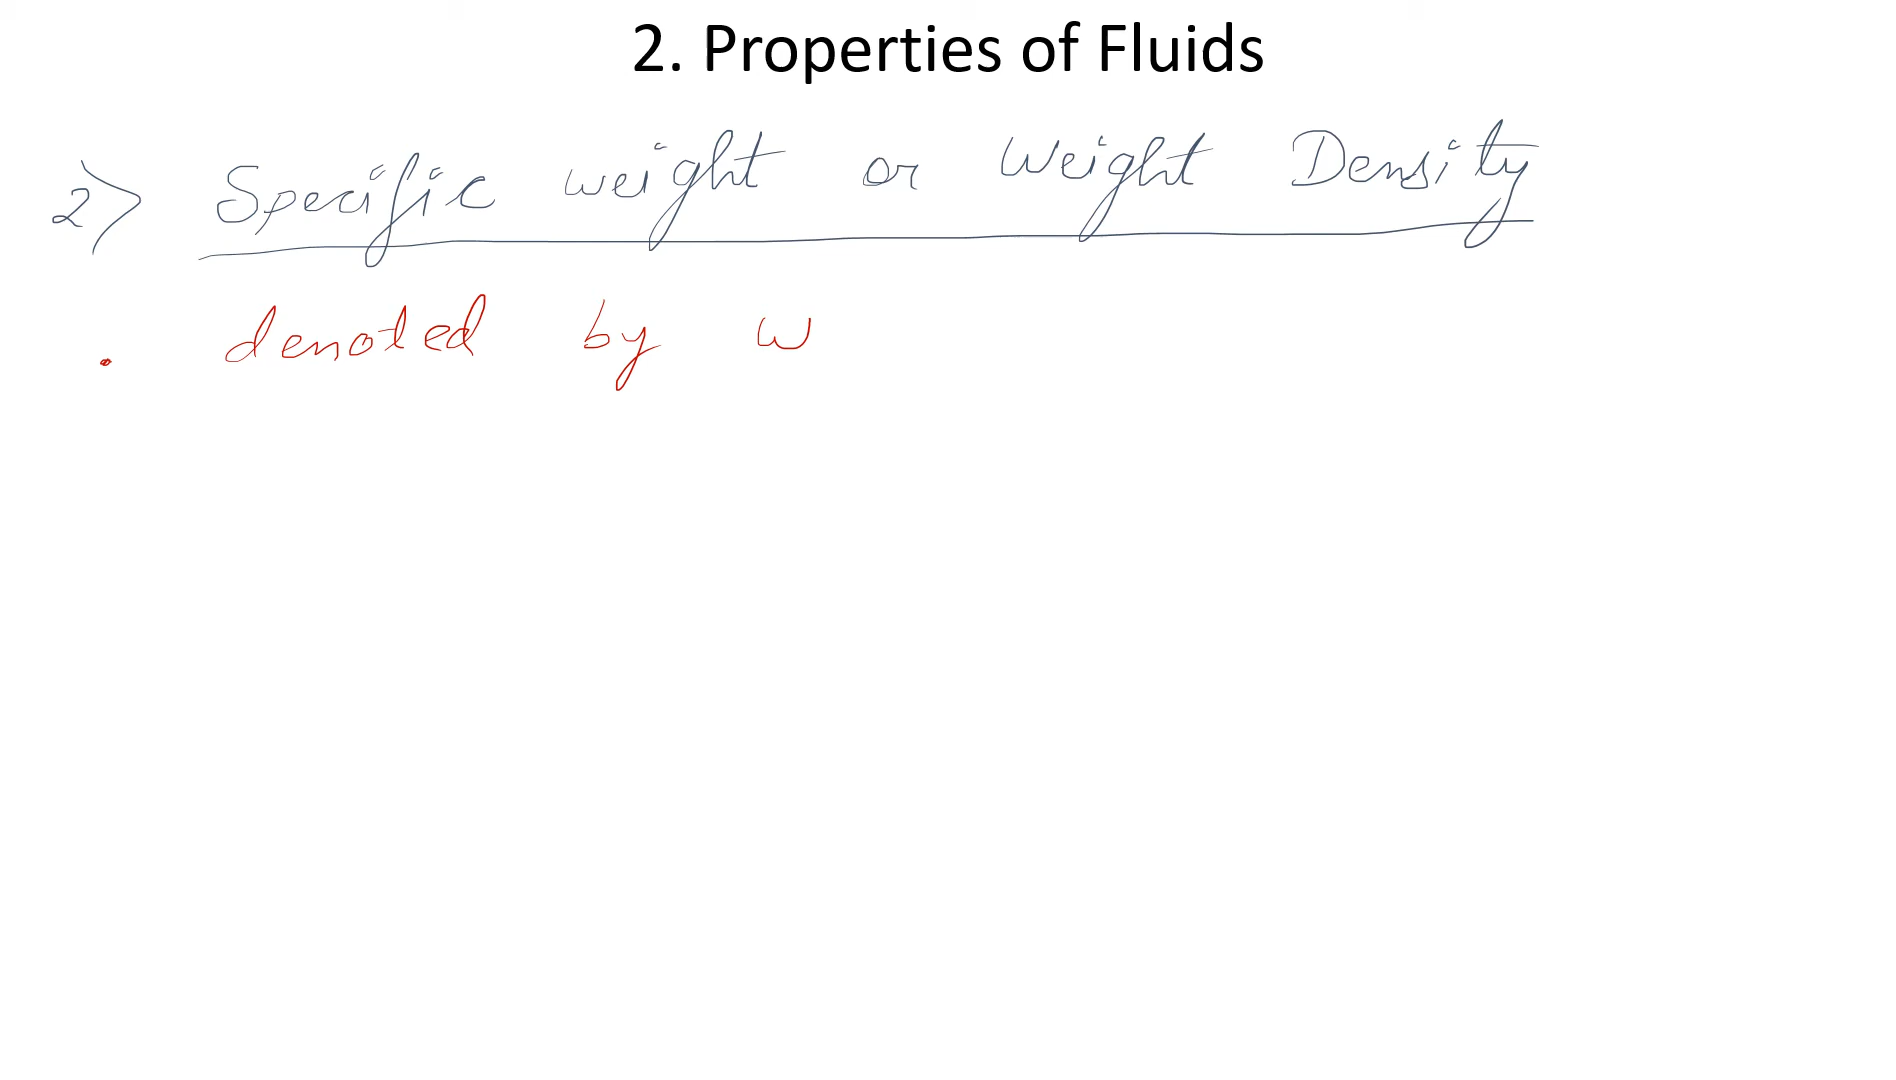 2. Properties of Fluids
2) Specific weight or Weight Density
. denoted by w